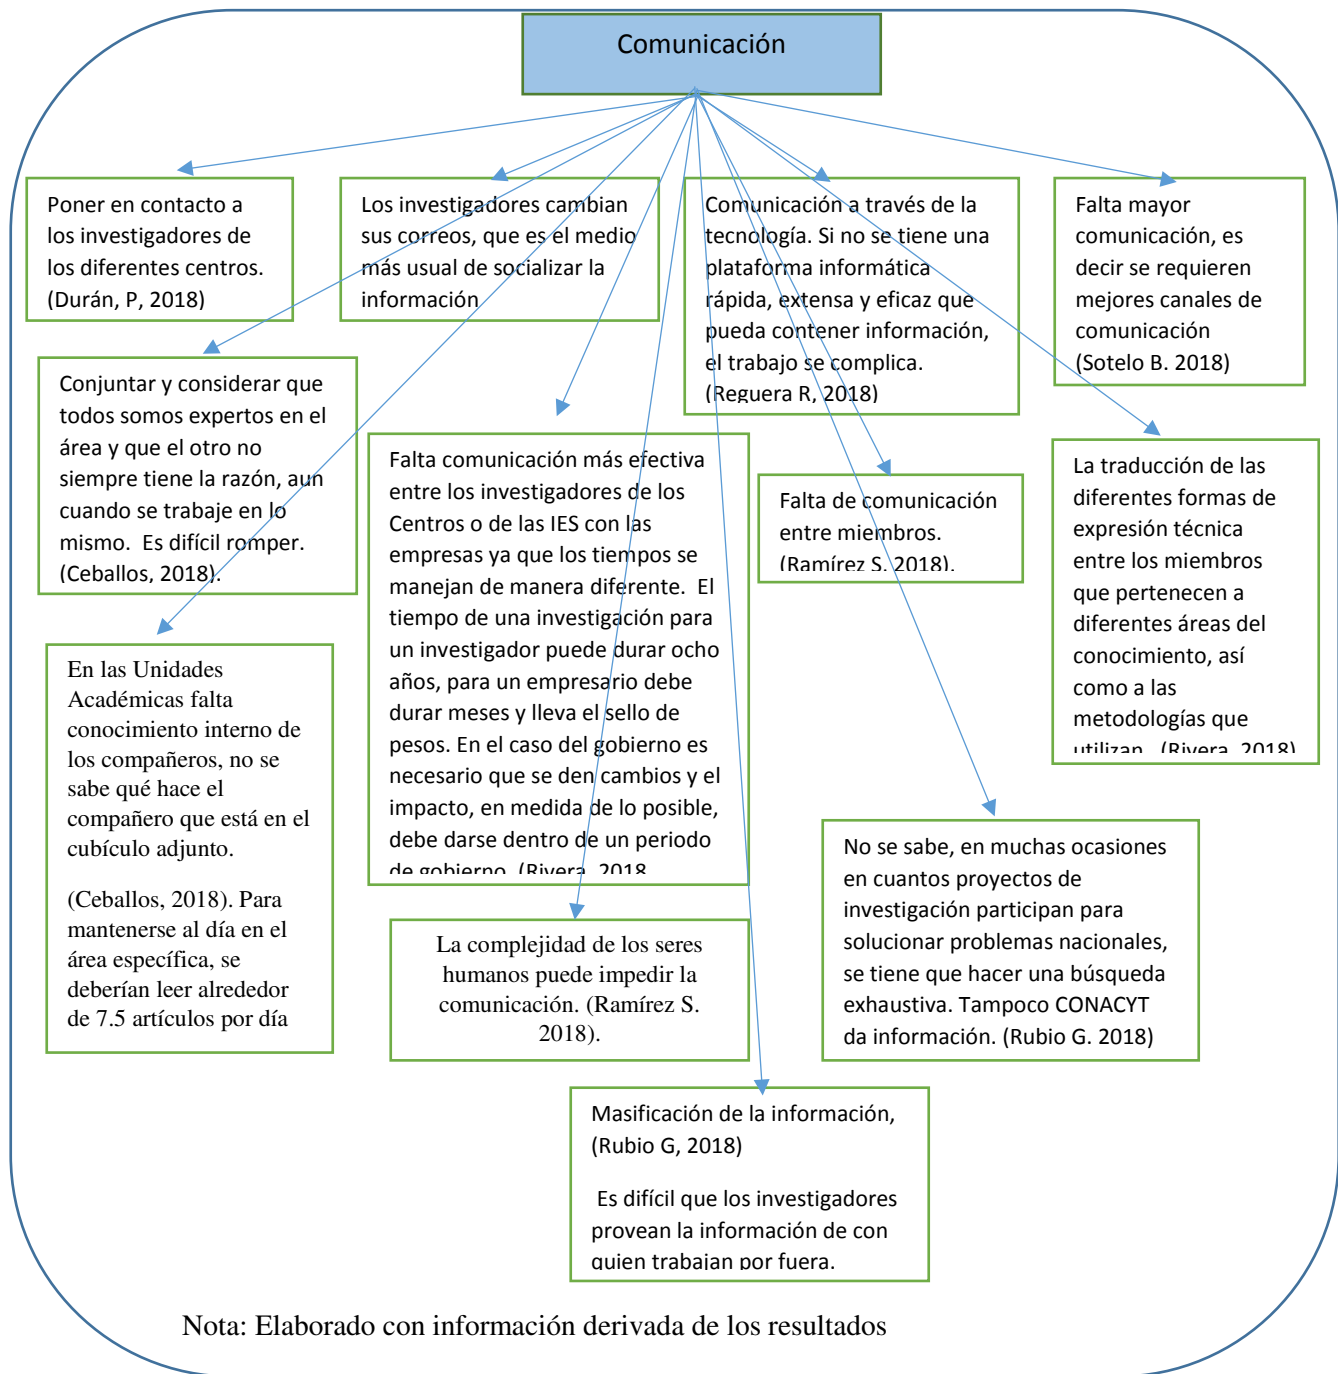 Comunicación
Poner en contacto a
los investigadores de
los diferentes centros.
(Durán, P, 2018)
Los investigadores cambian
sus correos, que es el medio
más usual de socializar la
información
Comunicación a través de la
tecnología. Si no se tiene una
plataforma informática
rápida, extensa y eficaz que
pueda contener información,
el trabajo se complica.
(Reguera R, 2018)
Falta mayor
comunicación, es
decir se requieren
mejores canales de
comunicación
(Sotelo B. 2018)
Conjuntar y considerar que
todos somos expertos en el
área y que el otro no
siempre tiene la razón, aun
cuando se trabaje en lo
mismo.  Es difícil romper.
(Ceballos, 2018).
Falta comunicación más efectiva
entre los investigadores de los
Centros o de las IES con las
empresas ya que los tiempos se
manejan de manera diferente.  El
tiempo de una investigación para
un investigador puede durar ocho
años, para un empresario debe
durar meses y lleva el sello de
pesos. En el caso del gobierno es
necesario que se den cambios y el
impacto, en medida de lo posible,
debe darse dentro de un periodo
de gobierno. (Rivera, 2018
Falta de comunicación
entre miembros.
(Ramírez S. 2018).
La traducción de las
diferentes formas de
expresión técnica
entre los miembros
que pertenecen a
diferentes áreas del
conocimiento, así
como a las
metodologías que
utilizan.  (Rivera, 2018)
En las Unidades
Académicas falta
conocimiento interno de
los compañeros, no se
sabe qué hace el
compañero que está en el
cubículo adjunto.
(Ceballos, 2018). Para
mantenerse al día en el
área específica, se
deberían leer alrededor
de 7.5 artículos por día
La complejidad de los seres
humanos puede impedir la
comunicación. (Ramírez S.
2018).
No se sabe, en muchas ocasiones
en cuantos proyectos de
investigación participan para
solucionar problemas nacionales,
se tiene que hacer una búsqueda
exhaustiva. Tampoco CONACYT
da información. (Rubio G. 2018)
Masificación de la información,
(Rubio G, 2018)
Es difícil que los investigadores
provean la información de con
quien trabajan por fuera.
Nota: Elaborado con información derivada de los resultados